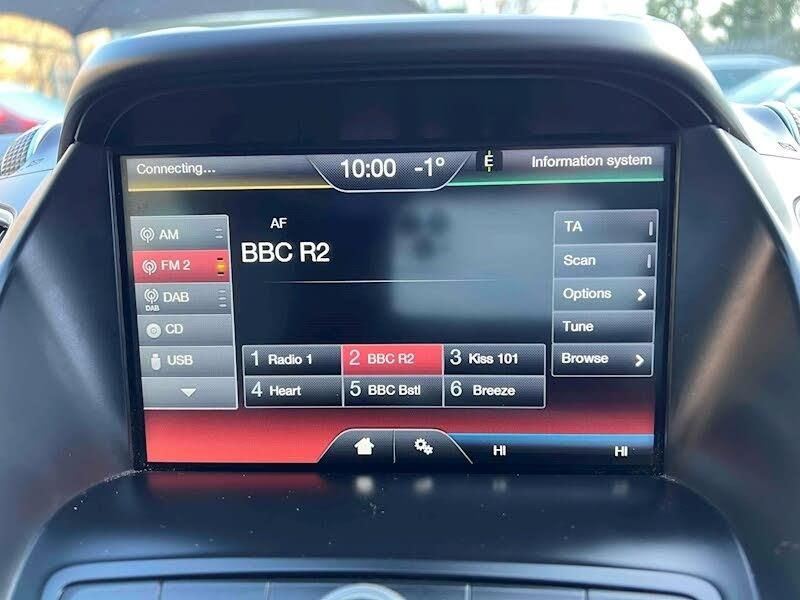 Connecting...
10:00 -1°
E
Information system
AM
FM 2
DAB
DAB
CD
USB
AF
BBC R2
TA
Scan
Options
Tune
Browse
1 Radio 1
2 BBC R2
3 Kiss 101
4 Heart
5 BBC Bstl
6 Breeze
HI
HI